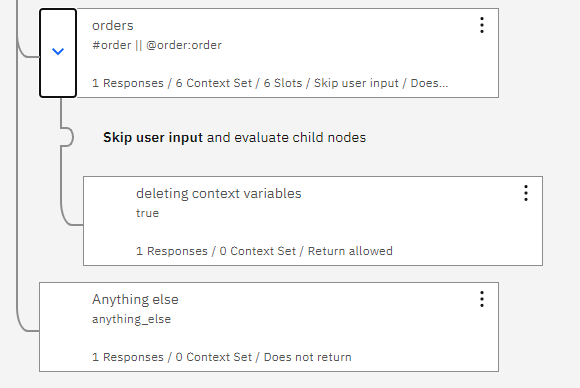 orders
#order || @order:order
1 Responses / 6 Context Set / 6 Slots / Skip user input / Does...
Skip user input and evaluate child nodes
deleting context variables
true
1 Responses / 0 Context Set / Return allowed
Anything else
anything_else
1 Responses / 0 Context Set / Does not return